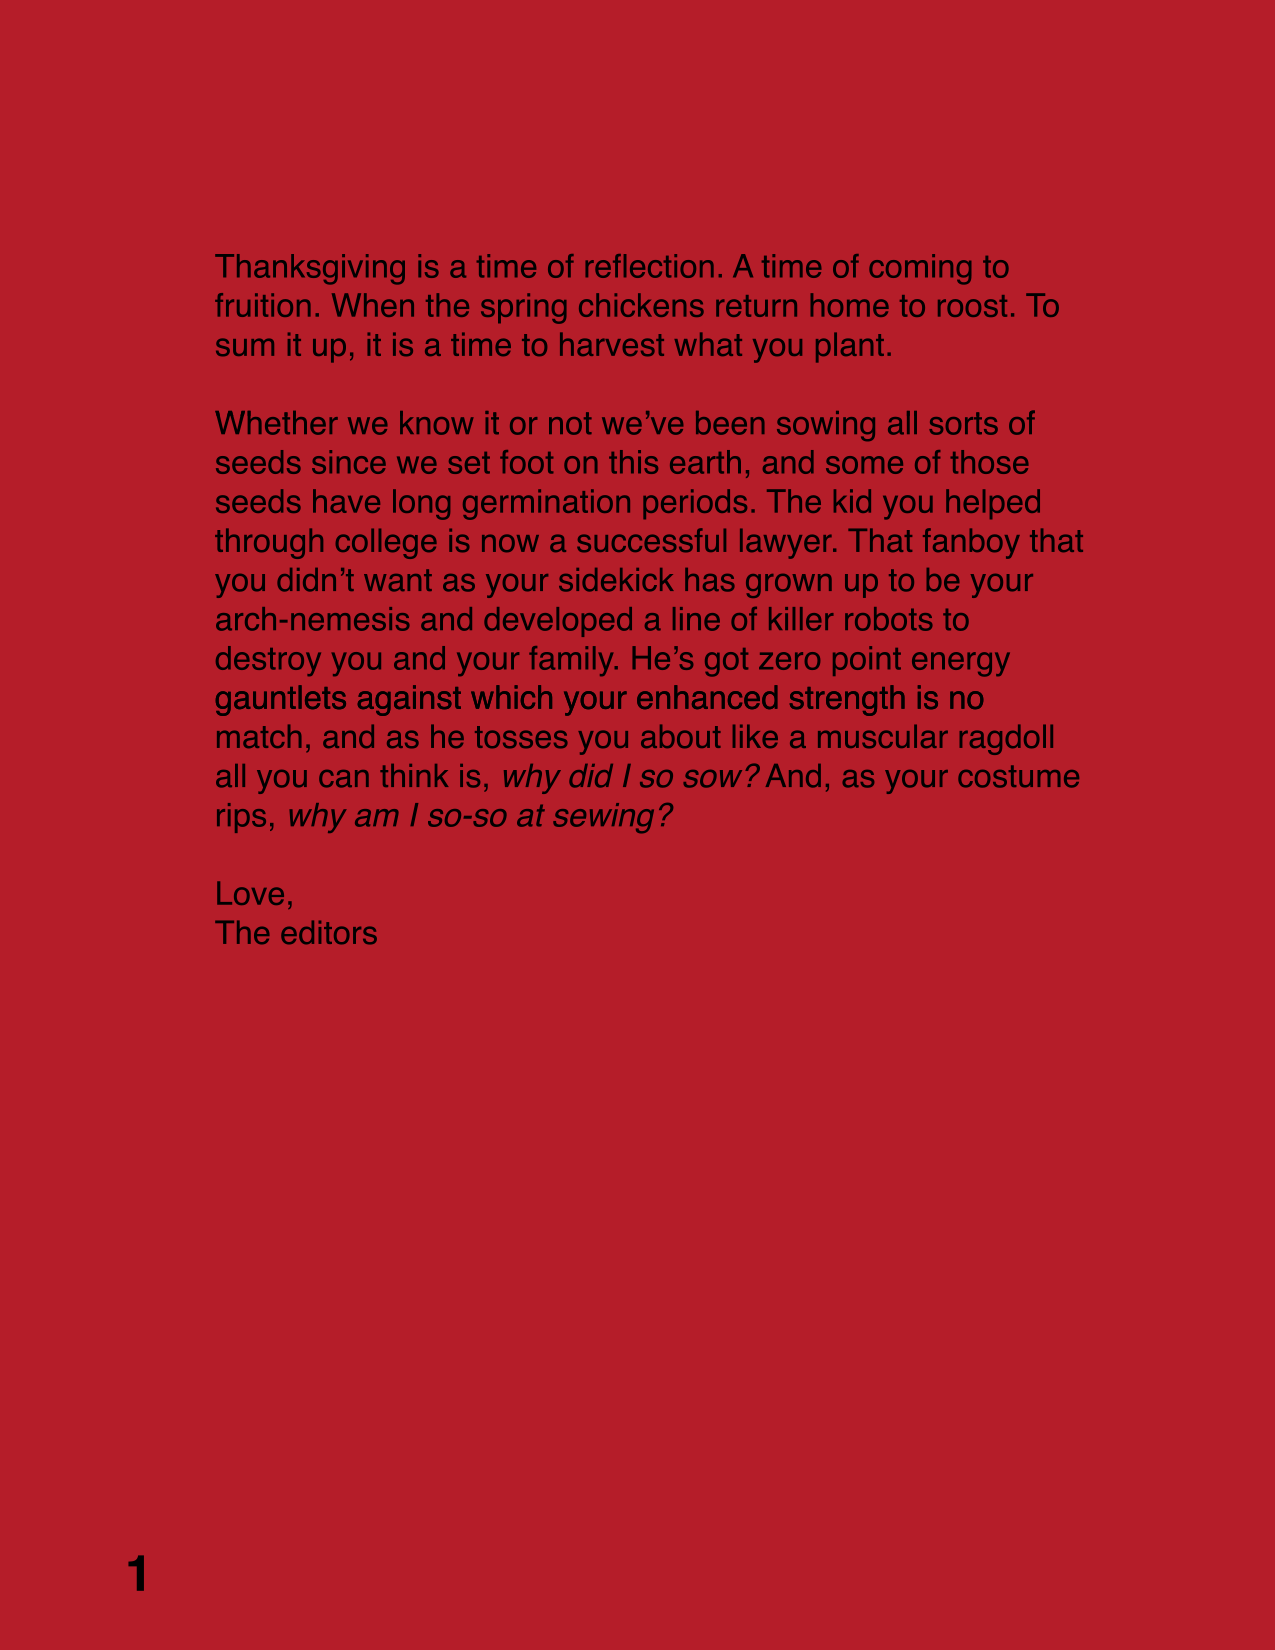 Thanksgiving is a time of reflection. A time of coming to
fruition. When the spring chickens return home to roost. To
sum it up, it is a time to harvest what you plant.
Whether we know it or not we’ve been sowing all sorts of
seeds since we set foot on this earth, and some of those
seeds have long germination periods. The kid you helped
through college is now a successful lawyer. That fanboy that
you didn’t want as your sidekick has grown up to be your
arch-nemesis and developed a line of killer robots to
destroy you and your family. He’s got zero point energy
gauntlets against which your enhanced strength is no
match, and as he tosses you about like a muscular ragdoll
all you can think is, why did I so sow? And, as your costume
rips, why am I so-so at sewing?
Love,
The editors
1